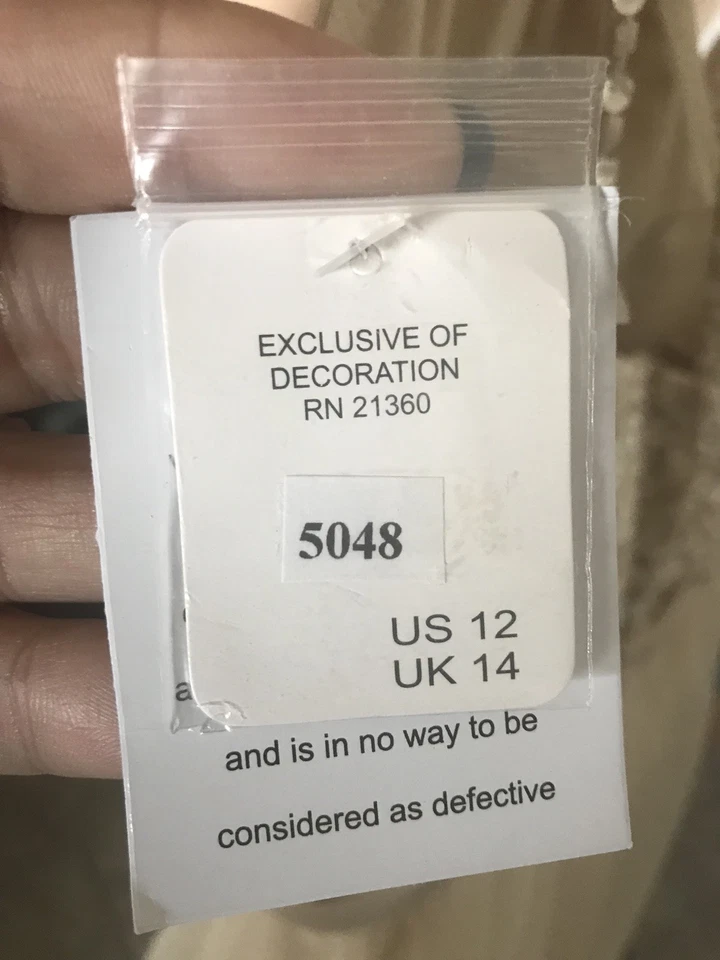 EXCLUSIVE OF
DECORATION
RN 21360
5048
US 12
UK 14
and is in no way to be
considered as defective